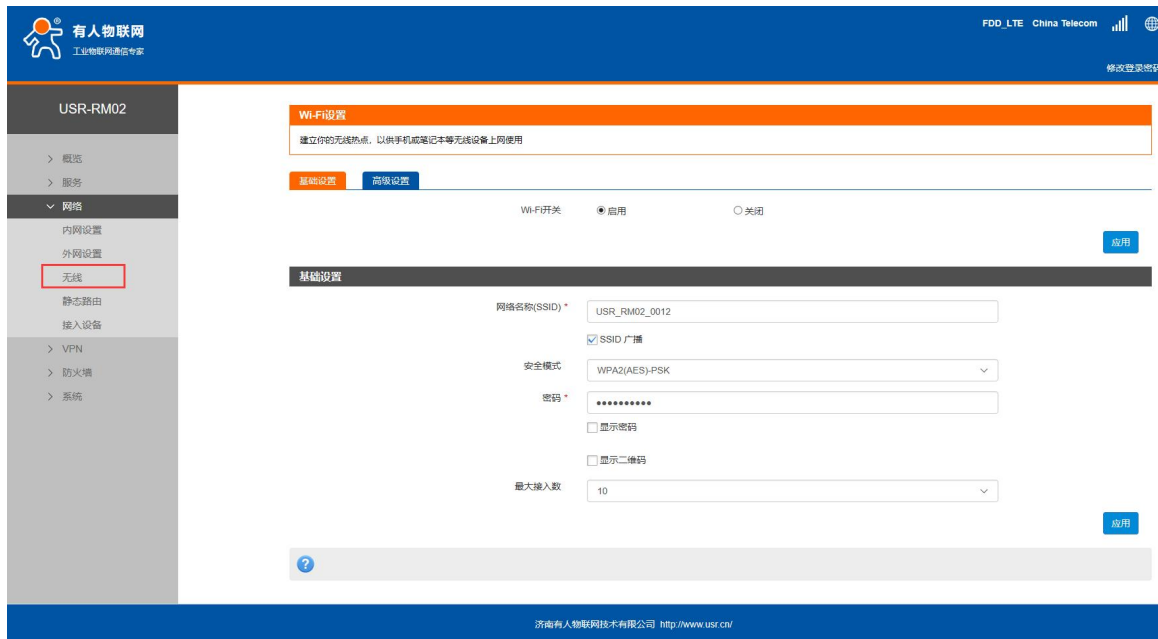 有人物联网
工业物联网通信专家
FDD_LTE China Telecom
修改登录密码
USR-RM02
概览
服务
网络
内网设置
外网设置
无线
静态路由
接入设备
VPN
防火墙
系统
Wi-Fi设置
建立你的无线热点，以供手机或笔记本等无线设备上网使用
基础设置 高级设置
Wi-Fi开关 启用 关闭
应用
基础设置
网络名称(SSID) * USR_RM02_0012
SSID 广播
安全模式 WPA2(AES)-PSK
密码 * ••••••••••
显示密码
显示二维码
最大接入数 10
应用
济南有人物联网技术有限公司 http://www.usr.cn/